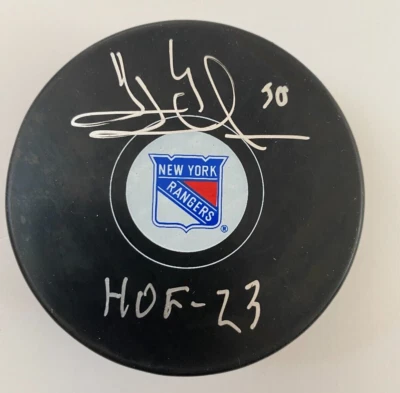 30
NEW YORK
RANGERS
®
HOF-23